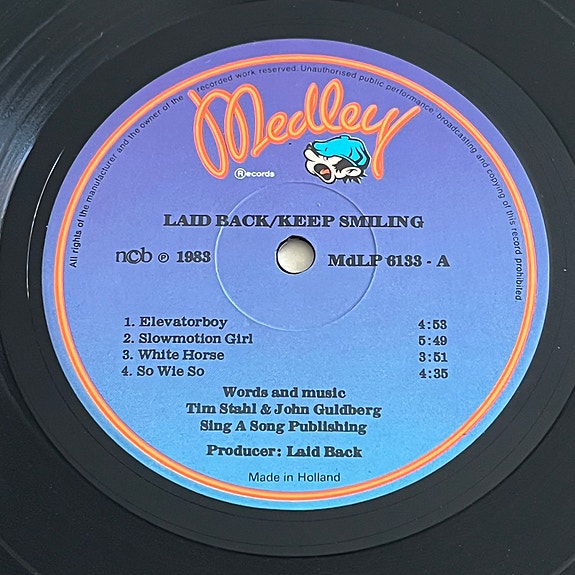 All rights of the manufacturer and the owner of the recorded work reserved. Unauthorised public performance, broadcasting and copying of this record prohibited
Medley
Records
LAID BACK/KEEP SMILING
ncb ℗ 1983
MdLP 6133 - A
1. Elevatorboy 4:53
2. Slowmotion Girl 5:49
3. White Horse 3:51
4. So Wie So 4:35
Words and music
Tim Stahl & John Guldberg
Sing A Song Publishing
Producer: Laid Back
Made in Holland